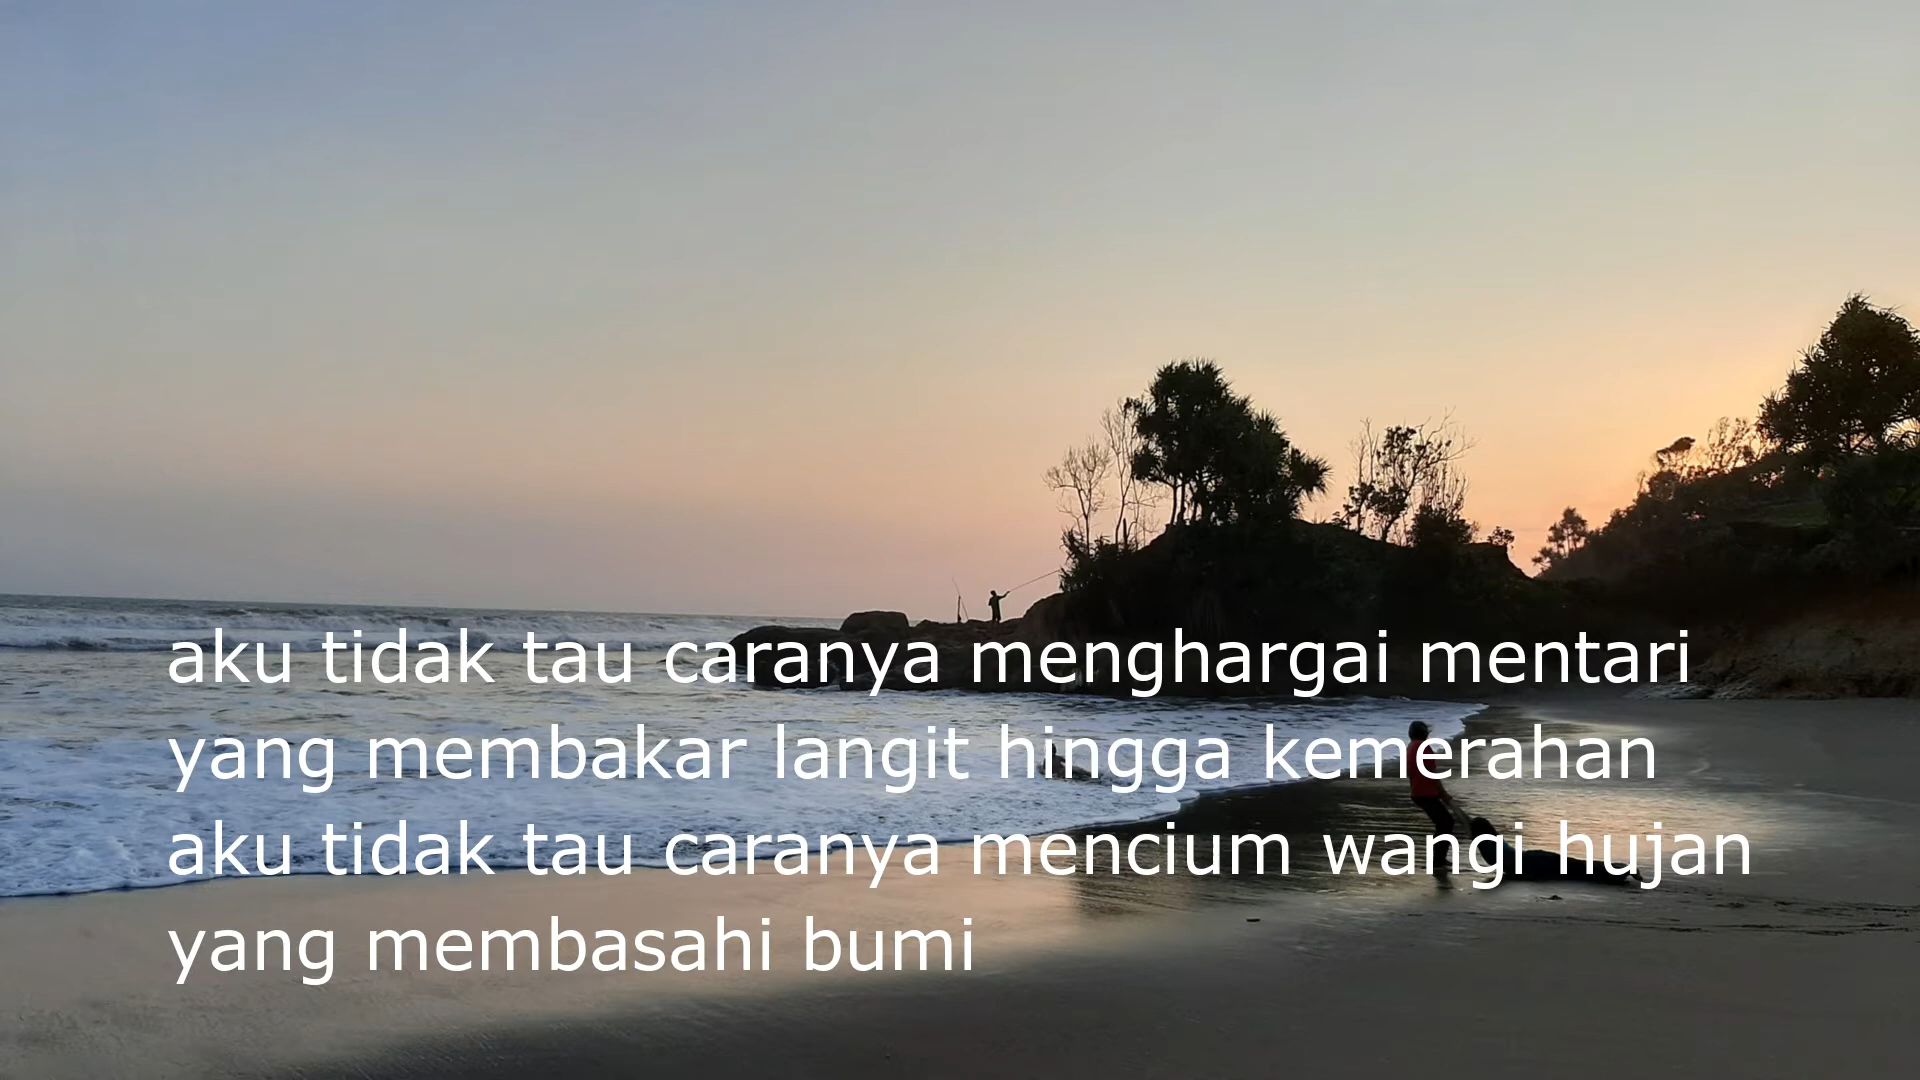 aku tidak tau caranya menghargai mentari
yang membakar langit hingga kemerahan
aku tidak tau caranya mencium wangi hujan
yang membasahi bumi